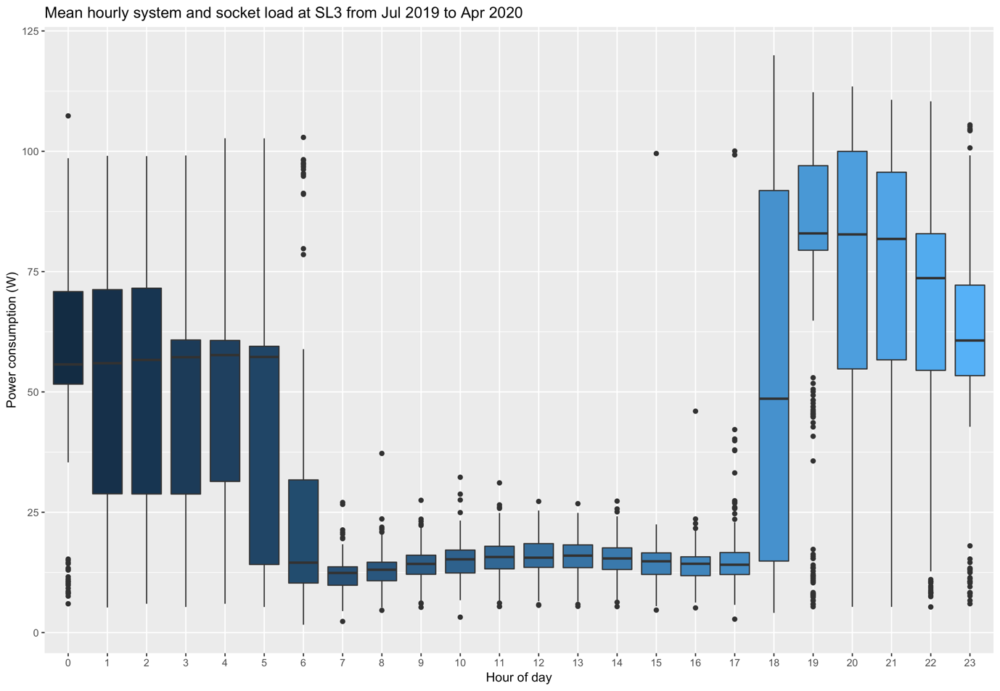 Mean hourly system and socket load at SL3 from Jul 2019 to Apr 2020
Power consumption (W)
125
100
75
50
25
0
0 1 2 3 4 5 6 7 8 9 10 11 12 13 14 15 16 17 18 19 20 21 22 23
Hour of day